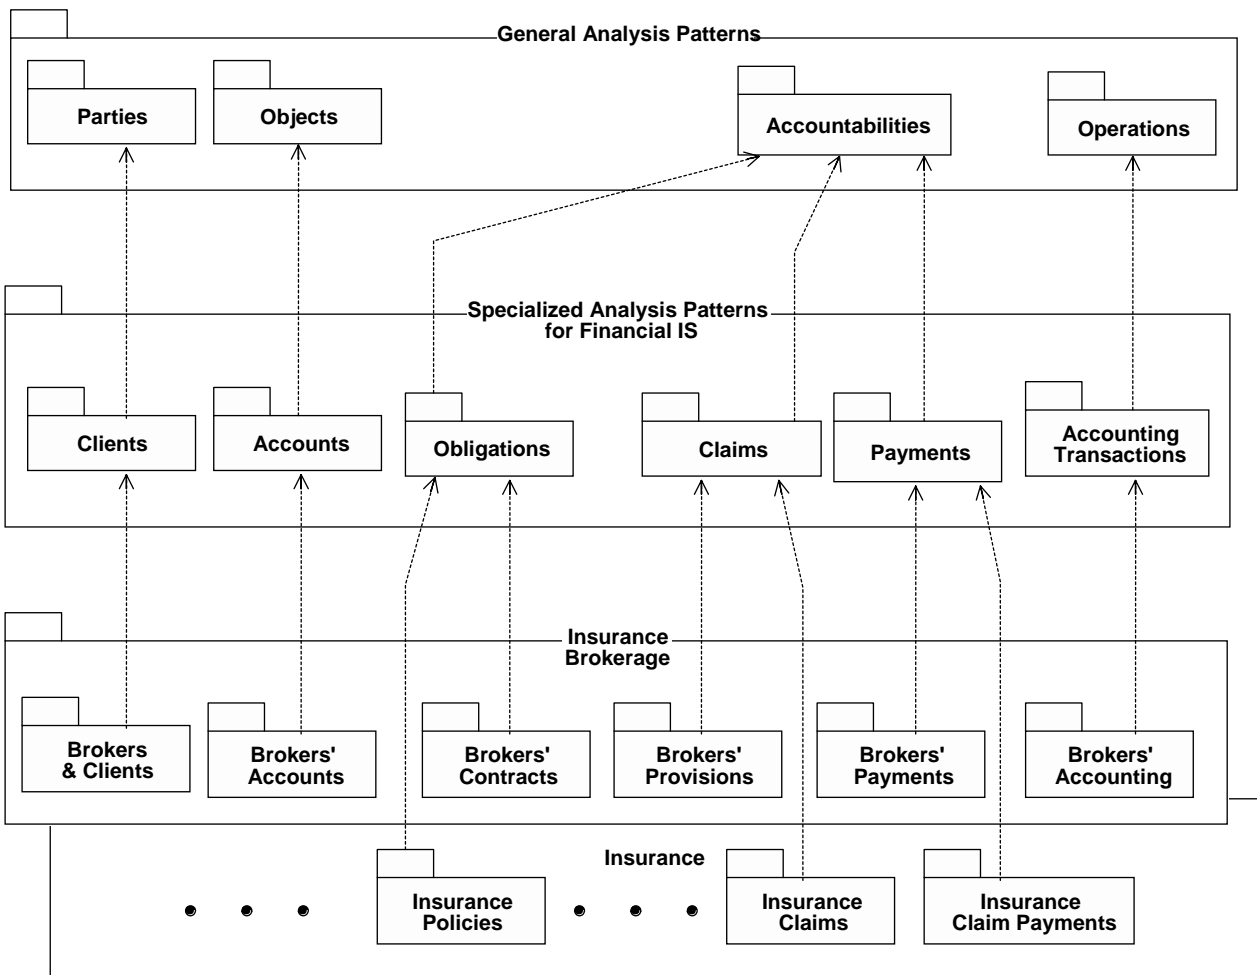 General Analysis Patterns
Parties
Objects
Accountabilities
Operations
Specialized Analysis Patterns
for Financial IS
Clients
Accounts
Obligations
Claims
Payments
Accounting
Transactions
Insurance
Brokerage
Brokers
& Clients
Brokers'
Accounts
Brokers'
Contracts
Brokers'
Provisions
Brokers'
Payments
Brokers'
Accounting
Insurance
Insurance
Policies
Insurance
Claims
Insurance
Claim Payments